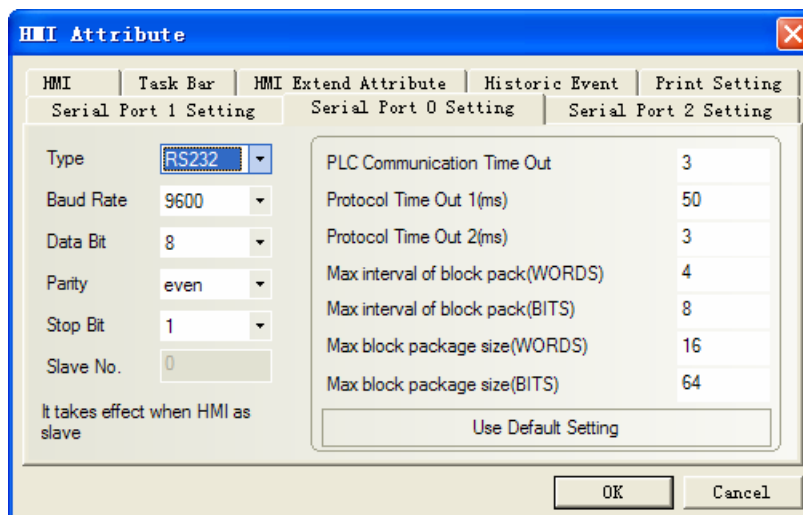 HMI Attribute
HMI
Task Bar
HMI Extend Attribute
Historic Event
Print Setting
Serial Port 1 Setting
Serial Port 0 Setting
Serial Port 2 Setting
Type RS232
Baud Rate 9600
Data Bit 8
Parity even
Stop Bit 1
Slave No. 0
It takes effect when HMI as
slave
PLC Communication Time Out 3
Protocol Time Out 1(ms) 50
Protocol Time Out 2(ms) 3
Max interval of block pack(WORDS) 4
Max interval of block pack(BITS) 8
Max block package size(WORDS) 16
Max block package size(BITS) 64
Use Default Setting
OK
Cancel